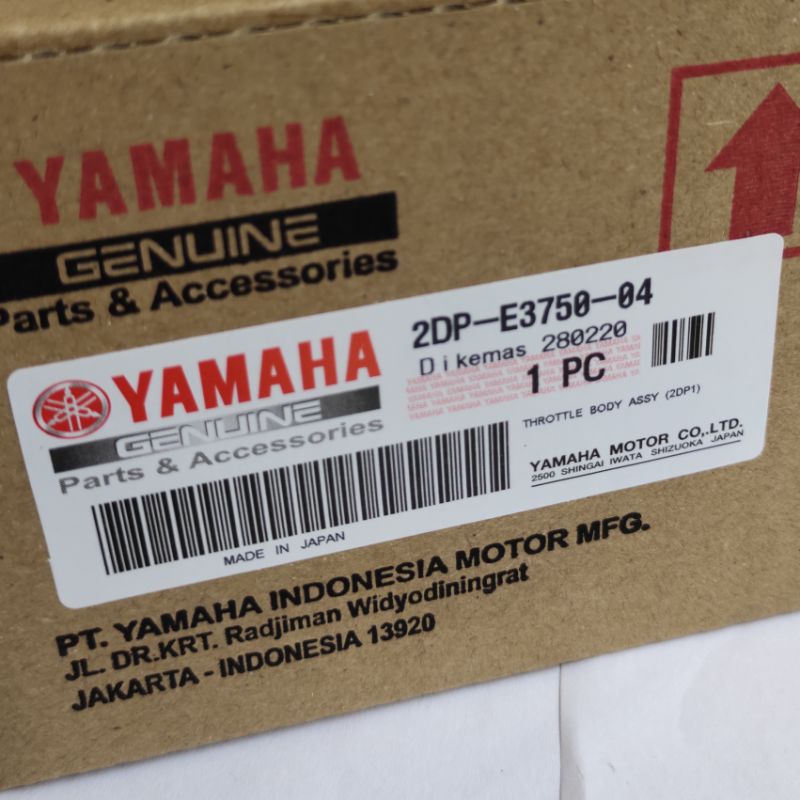 YAMAHA
GENUINE
Parts & Accessories
YAMAHA
GENUINE
Parts & Accessories
MADE IN JAPAN
2DP-E3750-04
Dikemas 280220
1 PC
THROTTLE BODY ASSY (2DP1)
YAMAHA MOTOR CO,.LTD.
2500 SHINGAI IWATA SHIZUOKA JAPAN
PT. YAMAHA INDONESIA MOTOR MFG.
JL. DR.KRT. Radjiman Widyodiningrat
JAKARTA - INDONESIA 13920